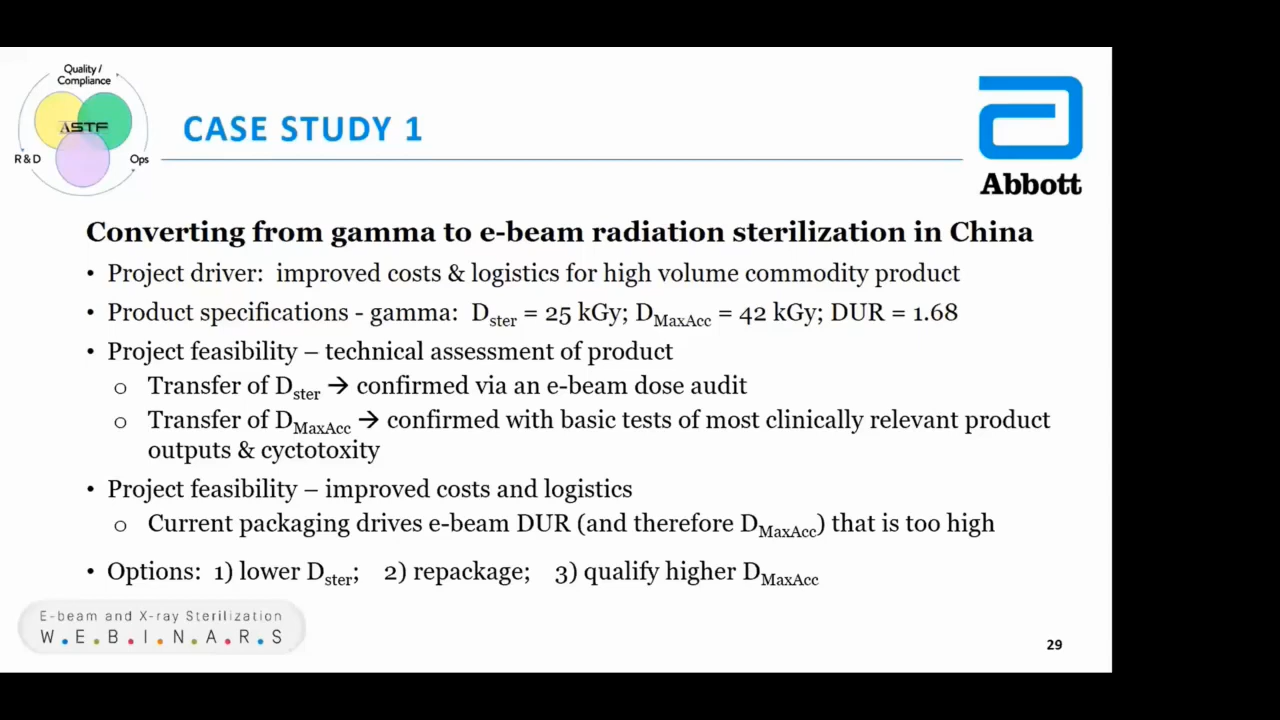 Quality /
Compliance
ASTF
R & D
Ops
CASE STUDY 1
Abbott
Converting from gamma to e-beam radiation sterilization in China
• Project driver: improved costs & logistics for high volume commodity product
• Product specifications - gamma: Dster = 25 kGy; DMaxAcc = 42 kGy; DUR = 1.68
• Project feasibility – technical assessment of product
o Transfer of Dster → confirmed via an e-beam dose audit
o Transfer of DMaxAcc → confirmed with basic tests of most clinically relevant product
outputs & cyctotoxity
• Project feasibility – improved costs and logistics
o Current packaging drives e-beam DUR (and therefore DMaxAcc) that is too high
• Options: 1) lower Dster; 2) repackage; 3) qualify higher DMaxAcc
E-beam and X-ray Sterilization
W.E.B.I.N.A.R.S
29